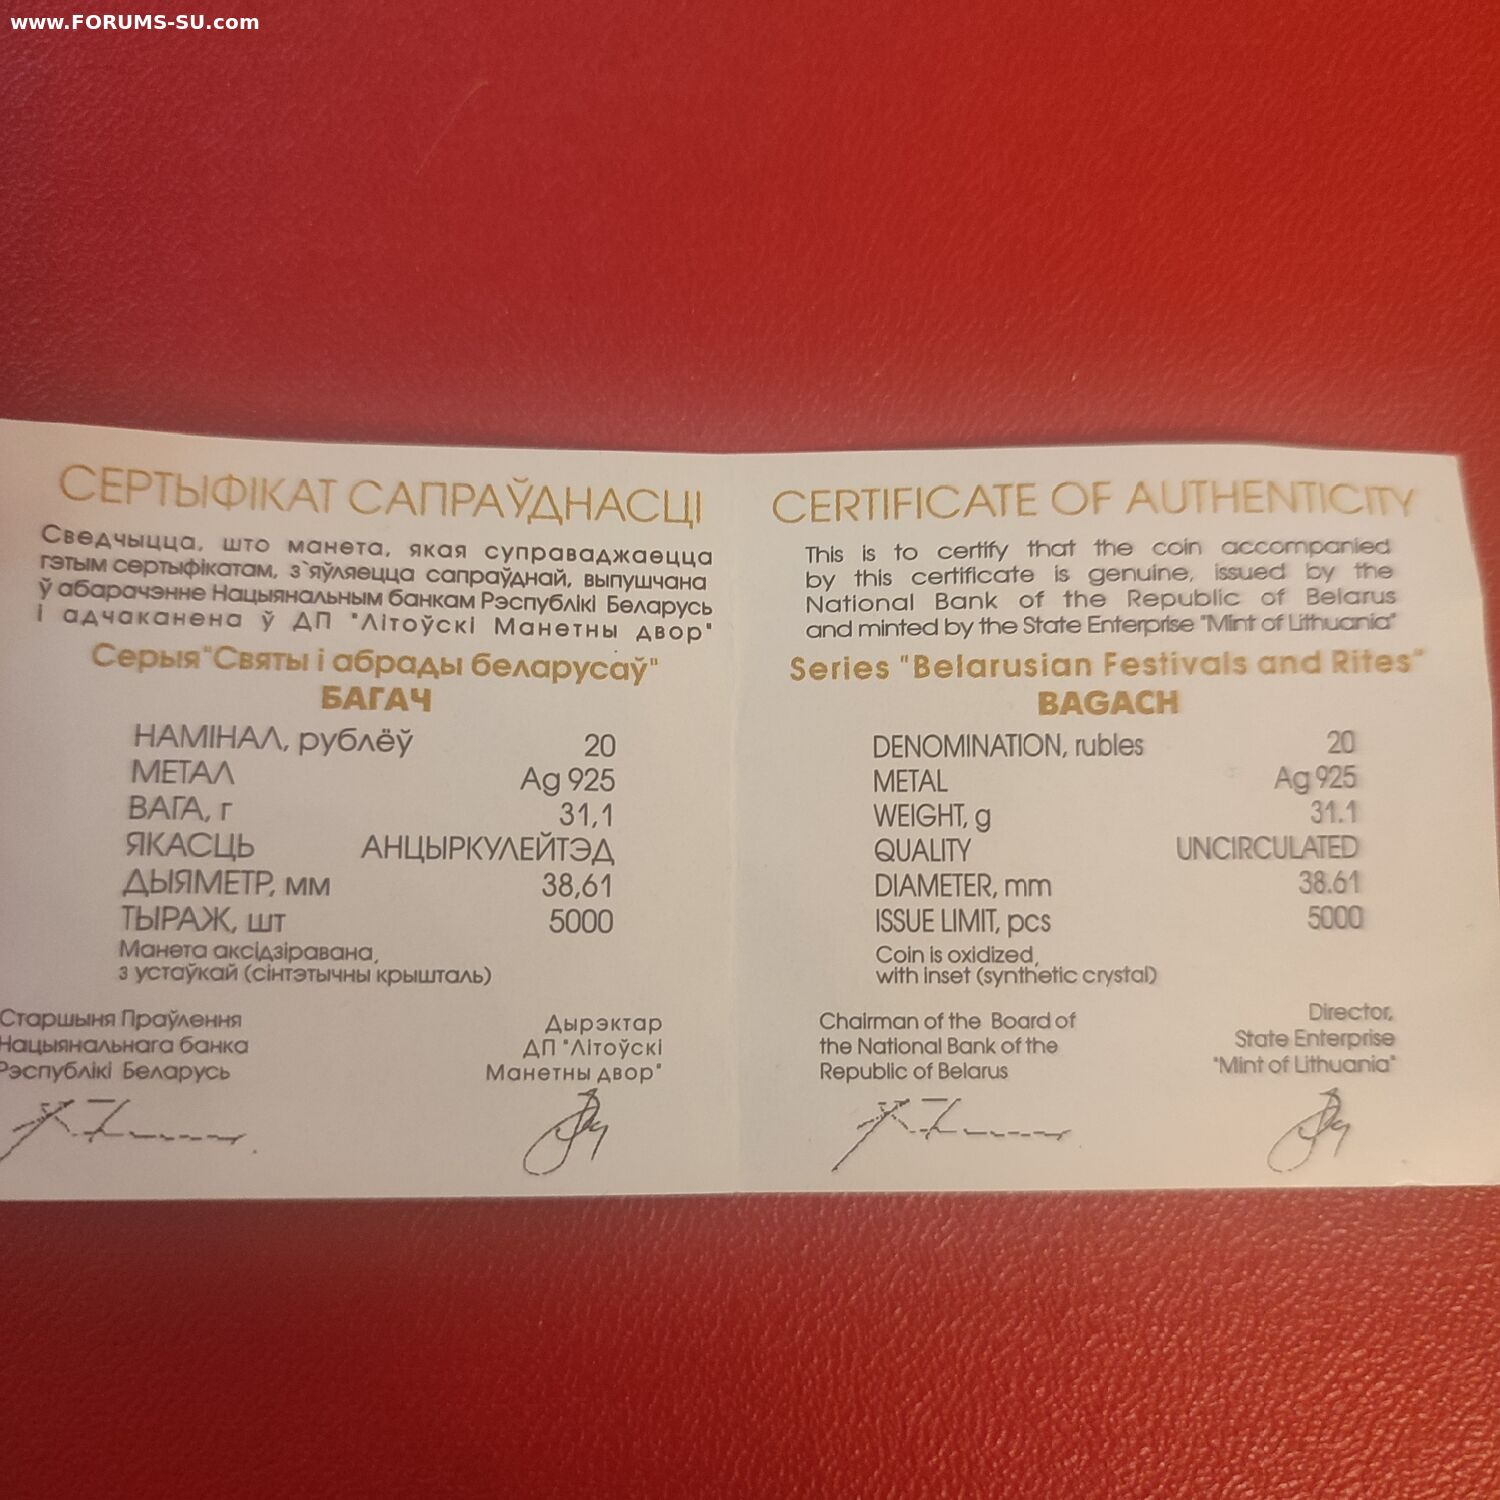 www.FORUMS-SU.com
СЕРТЫФІКАТ САПРАЎДНАСЦІ
Сведчыцца, што манета, якая суправаджаецца
гэтым сертыфікатам, з`яўляецца сапраўднай, выпушчана
ў абарачэнне Нацыянальным банкам Рэспублікі Беларусь
і адчаканена ў ДП "Літоўскі Манетны двор"
Серыя "Святы і абрады беларусаў"
БАГАЧ
НАМІНАЛ, рублёў 20
МЕТАЛ Ag 925
ВАГА, г 31,1
ЯКАСЦЬ АНЦЫРКУЛЕЙТЭД
ДЫЯМЕТР, мм 38,61
ТЫРАЖ, шт 5000
Манета аксідзіравана,
з устаўкай (сінтэтычны крышталь)
Старшыня Праўлення
Нацыянальнага банка
Рэспублікі Беларусь
Дырэктар
ДП "Літоўскі
Манетны двор"
CERTIFICATE OF AUTHENTICITY
This is to certify that the coin accompanied
by this certificate is genuine, issued by the
National Bank of the Republic of Belarus
and minted by the State Enterprise "Mint of Lithuania"
Series "Belarusian Festivals and Rites"
BAGACH
DENOMINATION, rubles 20
METAL Ag 925
WEIGHT, g 31.1
QUALITY UNCIRCULATED
DIAMETER, mm 38.61
ISSUE LIMIT, pcs 5000
Coin is oxidized,
with inset (synthetic crystal)
Chairman of the Board of
the National Bank of the
Republic of Belarus
Director,
State Enterprise
"Mint of Lithuania"